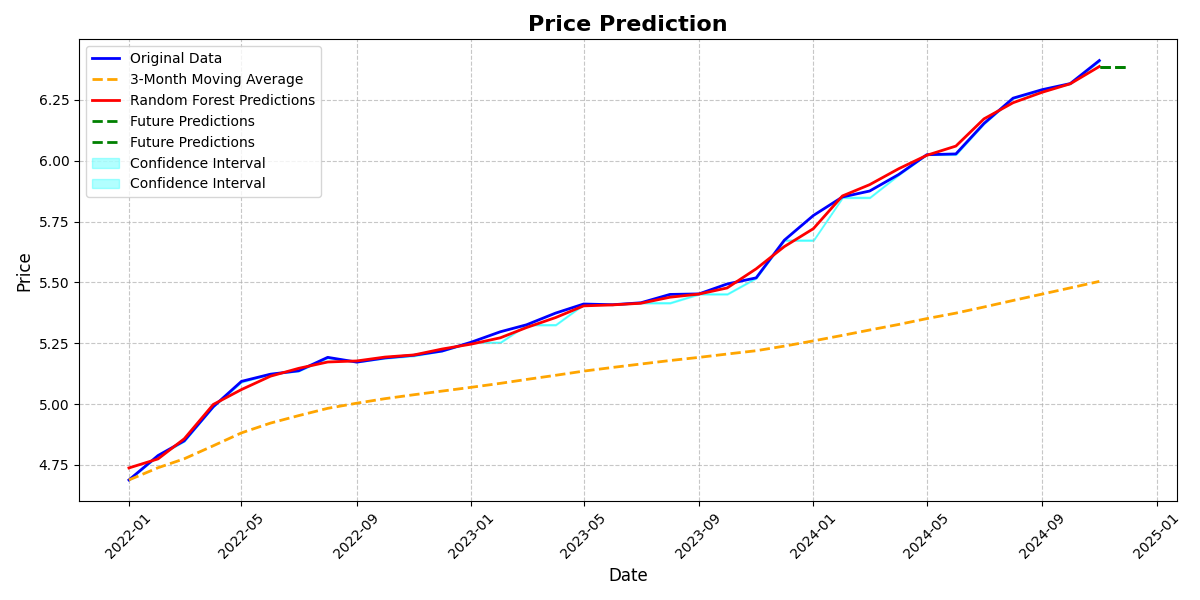 Price Prediction
Original Data
3-Month Moving Average
Random Forest Predictions
Future Predictions
Future Predictions
Confidence Interval
Confidence Interval
Price
6.25
6.00
5.75
5.50
5.25
5.00
4.75
2022-01
2022-05
2022-09
2023-01
2023-05
2023-09
2024-01
2024-05
2024-09
2025-01
Date